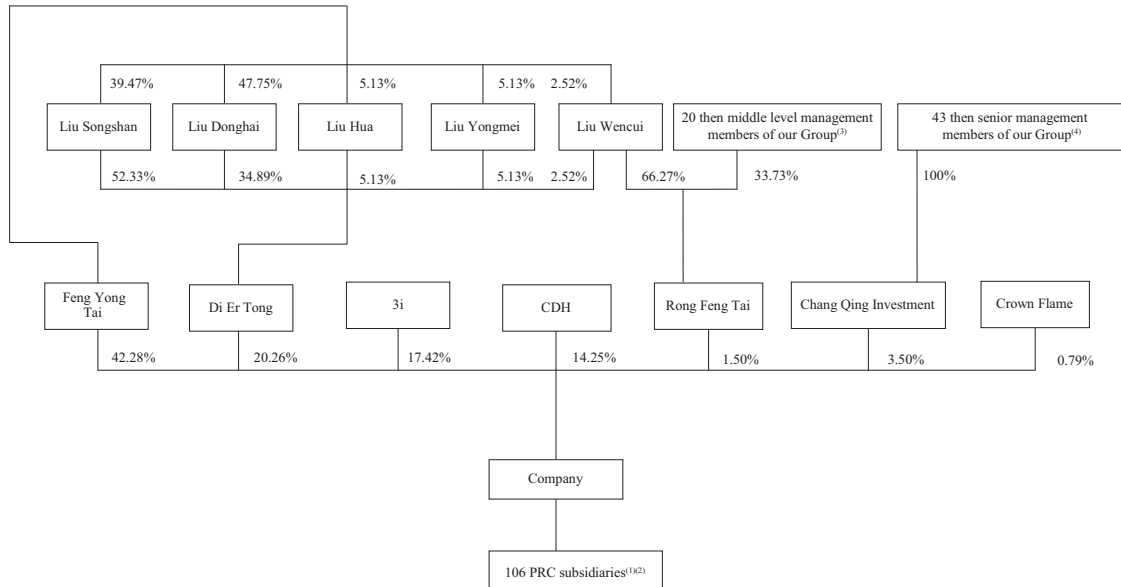 39.47%
47.75%
5.13%
5.13%
2.52%
Liu Songshan
Liu Donghai
Liu Hua
Liu Yongmei
Liu Wencui
20 then middle level management
members of our Group(3)
43 then senior management
members of our Group(4)
52.33%
34.89%
5.13%
5.13%
2.52%
66.27%
33.73%
100%
Feng Yong
Tai
Di Er Tong
3i
CDH
Rong Feng Tai
Chang Qing Investment
Crown Flame
42.28%
20.26%
17.42%
14.25%
1.50%
3.50%
0.79%
Company
106 PRC subsidiaries(1)(2)